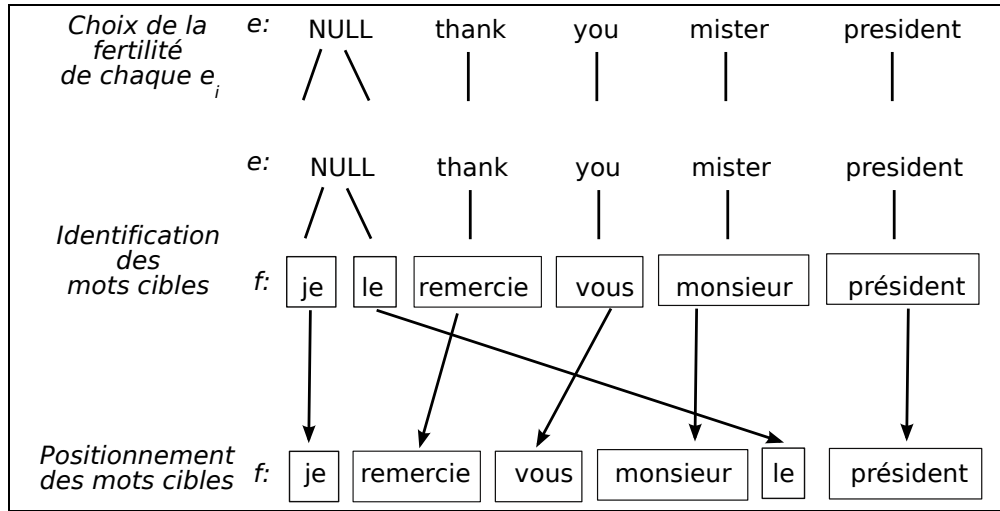 Choix de la
fertilité
de chaque e_i
e: NULL thank you mister president
e: NULL thank you mister president
Identification
des
mots cibles
f: je le remercie vous monsieur président
Positionnement
des mots cibles
f: je remercie vous monsieur le président